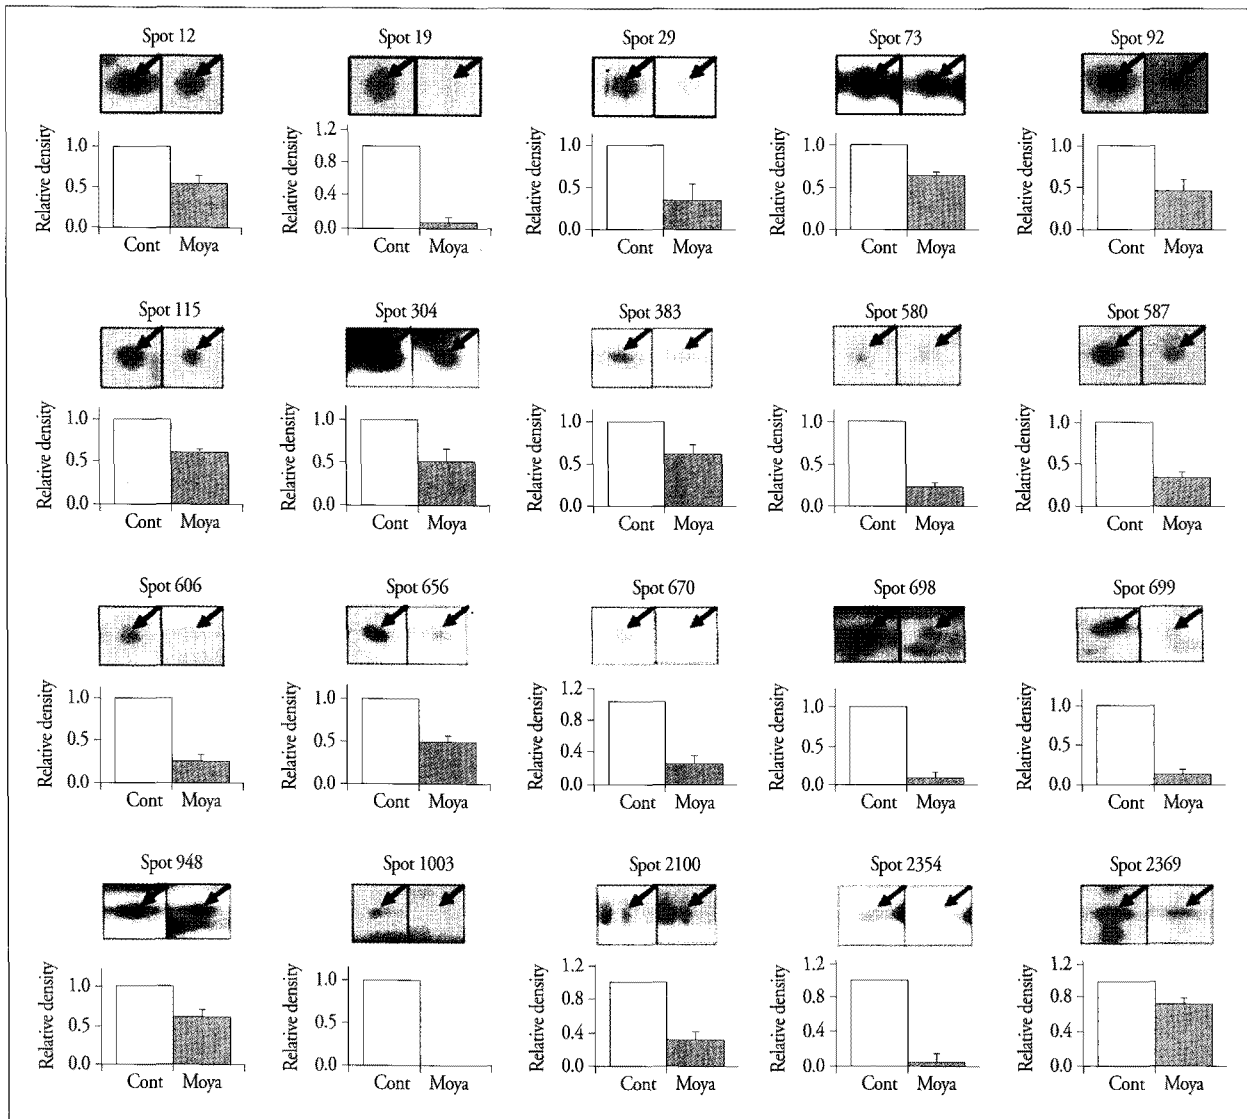 Spot 12
Relative density
1.0
0.5
0.0
Cont Moya
Spot 19
Relative density
1.2
1.0
0.8
0.4
0.0
Cont Moya
Spot 29
Relative density
1.0
0.5
0.0
Cont Moya
Spot 73
Relative density
1.0
0.5
0.0
Cont Moya
Spot 92
Relative density
1.0
0.5
0.0
Cont Moya
Spot 115
Relative density
1.0
0.5
0.0
Cont Moya
Spot 304
Relative density
1.0
0.5
0.0
Cont Moya
Spot 383
Relative density
1.0
0.5
0.0
Cont Moya
Spot 580
Relative density
1.0
0.5
0.0
Cont Moya
Spot 587
Relative density
1.0
0.5
0.0
Cont Moya
Spot 606
Relative density
1.0
0.5
0.0
Cont Moya
Spot 656
Relative density
1.0
0.5
0.0
Cont Moya
Spot 670
Relative density
1.2
0.8
0.4
0.0
Cont Moya
Spot 698
Relative density
1.0
0.5
0.0
Cont Moya
Spot 699
Relative density
1.0
0.5
0.0
Cont Moya
Spot 948
Relative density
1.0
0.5
0.0
Cont Moya
Spot 1003
Relative density
1.0
0.5
0.0
Cont Moya
Spot 2100
Relative density
1.2
0.8
0.4
0.0
Cont Moya
Spot 2354
Relative density
1.2
0.8
0.4
0.0
Cont Moya
Spot 2369
Relative density
1.2
0.8
0.4
0.0
Cont Moya